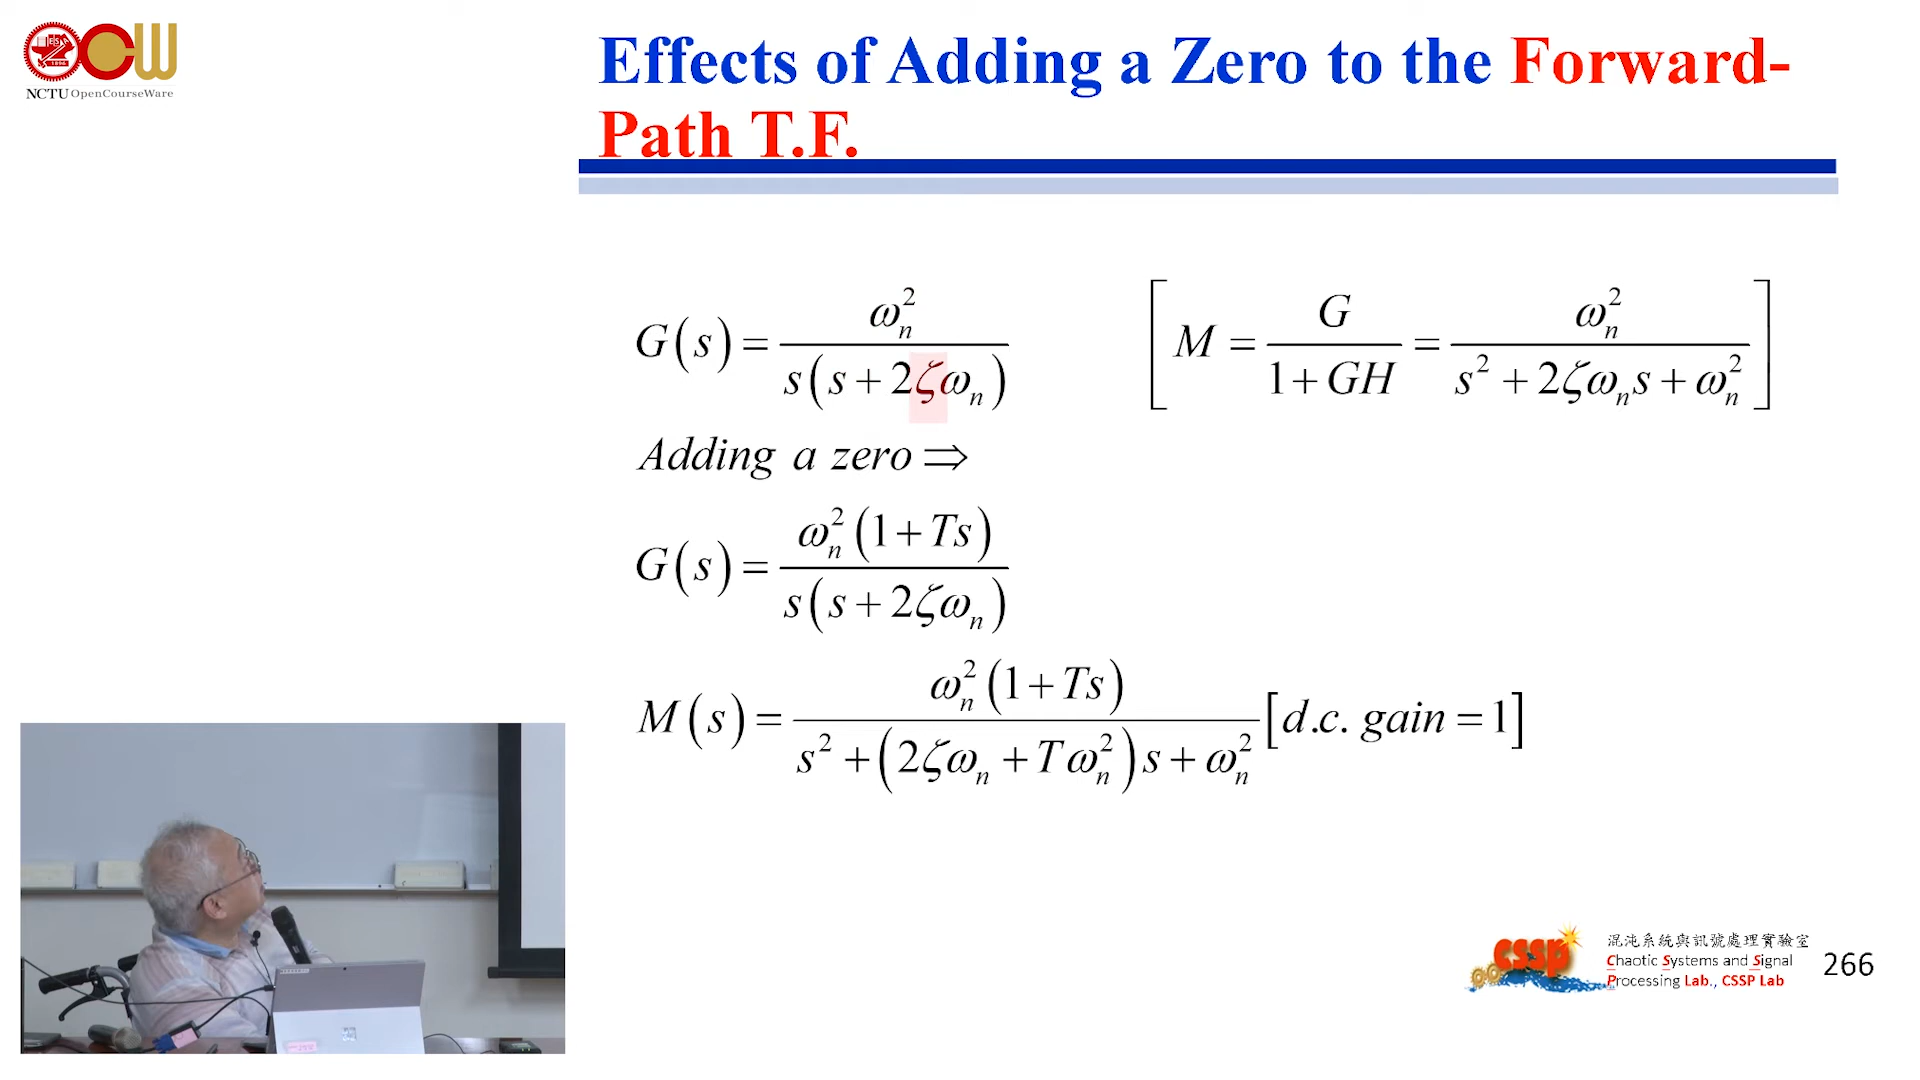 NCTU OpenCourseWare
Effects of Adding a Zero to the Forward-
Path T.F.
G(s) = ω_n^2 / (s(s + 2ζω_n))
[M = G / (1 + GH) = ω_n^2 / (s^2 + 2ζω_n s + ω_n^2)]
Adding a zero ⇒
G(s) = ω_n^2 (1 + Ts) / (s(s + 2ζω_n))
M(s) = ω_n^2 (1 + Ts) / (s^2 + (2ζω_n + Tω_n^2)s + ω_n^2) [d.c. gain = 1]
cssp
混沌系統與訊號處理實驗室
Chaotic Systems and Signal
Processing Lab., CSSP Lab
266